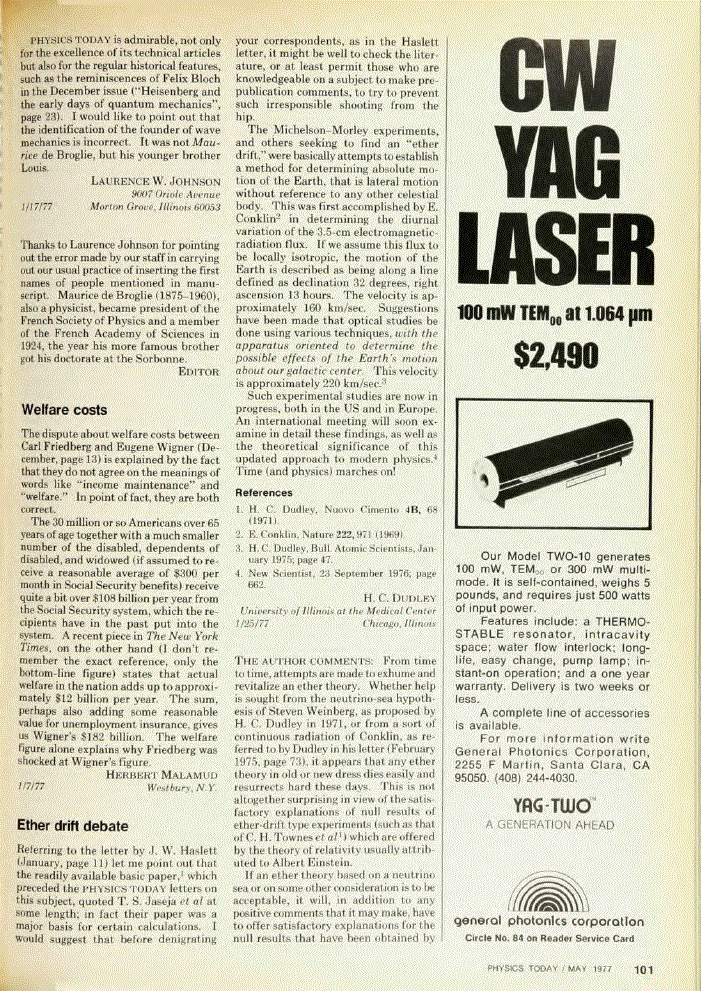 PHYSICS TODAY is admirable, not only
for the excellence of its technical articles
but also for the regular historical features,
such as the reminiscences of Felix Bloch
in the December issue ("Heisenberg and
the early days of quantum mechanics",
page 23). I would like to point out that
the identification of the founder of wave
mechanics is incorrect. It was not Mau-
rice de Broglie, but his younger brother
Louis.
LAURENCE W. JOHNSON
9007 Oriole Avenue
1/17/77 Morton Grove, Illinois 60053
Thanks to Laurence Johnson for pointing
out the error made by our staff in carrying
out our usual practice of inserting the first
names of people mentioned in manu-
script. Maurice de Broglie (1875–1960),
also a physicist, became president of the
French Society of Physics and a member
of the French Academy of Sciences in
1924, the year his more famous brother
got his doctorate at the Sorbonne.
EDITOR
Welfare costs
The dispute about welfare costs between
Carl Friedberg and Eugene Wigner (De-
cember, page 13) is explained by the fact
that they do not agree on the meanings of
words like "income maintenance" and
"welfare." In point of fact, they are both
correct.
The 30 million or so Americans over 65
years of age together with a much smaller
number of the disabled, dependents of
disabled, and widowed (if assumed to re-
ceive a reasonable average of $300 per
month in Social Security benefits) receive
quite a bit over $108 billion per year from
the Social Security system, which the re-
cipients have in the past put into the
system. A recent piece in The New York
Times, on the other hand (I don't re-
member the exact reference, only the
bottom-line figure) states that actual
welfare in the nation adds up to approxi-
mately $12 billion per year. The sum,
perhaps also adding some reasonable
value for unemployment insurance, gives
us Wigner's $182 billion. The welfare
figure alone explains why Friedberg was
shocked at Wigner's figure.
HERBERT MALAMUD
1/7/77 Westbury, N.Y.
Ether drift debate
Referring to the letter by J. W. Haslett
(January, page 11) let me point out that
the readily available basic paper,1 which
preceded the PHYSICS TODAY letters on
this subject, quoted T. S. Jaseja et al at
some length; in fact their paper was a
major basis for certain calculations. I
would suggest that before denigrating
your correspondents, as in the Haslett
letter, it might be well to check the liter-
ature, or at least permit those who are
knowledgeable on a subject to make pre-
publication comments, to try to prevent
such irresponsible shooting from the
hip.
The Michelson–Morley experiments,
and others seeking to find an "ether
drift," were basically attempts to establish
a method for determining absolute mo-
tion of the Earth, that is lateral motion
without reference to any other celestial
body. This was first accomplished by E.
Conklin2 in determining the diurnal
variation of the 3.5-cm electromagnetic-
radiation flux. If we assume this flux to
be locally isotropic, the motion of the
Earth is described as being along a line
defined as declination 32 degrees, right
ascension 13 hours. The velocity is ap-
proximately 160 km/sec. Suggestions
have been made that optical studies be
done using various techniques, with the
apparatus oriented to determine the
possible effects of the Earth's motion
about our galactic center. This velocity
is approximately 220 km/sec.3
Such experimental studies are now in
progress, both in the US and in Europe.
An international meeting will soon ex-
amine in detail these findings, as well as
the theoretical significance of this
updated approach to modern physics.4
Time (and physics) marches on!
References
1. H. C. Dudley, Nuovo Cimento 4B, 68
(1971).
2. E. Conklin, Nature 222, 971 (1969).
3. H. C. Dudley, Bull. Atomic Scientists, Jan-
uary 1975; page 47.
4. New Scientist, 23 September 1976; page
662.
H. C. DUDLEY
University of Illinois at the Medical Center
1/25/77 Chicago, Illinois
THE AUTHOR COMMENTS: From time
to time, attempts are made to exhume and
revitalize an ether theory. Whether help
is sought from the neutrino-sea hypoth-
esis of Steven Weinberg, as proposed by
H. C. Dudley in 1971, or from a sort of
continuous radiation of Conklin, as re-
ferred to by Dudley in his letter (February
1975, page 73), it appears that any ether
theory in old or new dress dies easily and
resurrects hard these days. This is not
altogether surprising in view of the satis-
factory explanations of null results of
ether-drift type experiments (such as that
of C. H. Townes et al1) which are offered
by the theory of relativity usually attrib-
uted to Albert Einstein.
If an ether theory based on a neutrino
sea or on some other consideration is to be
acceptable, it will, in addition to any
positive comments that it may make, have
to offer satisfactory explanations for the
null results that have been obtained by
CW
YAG
LASER
100 mW TEM00 at 1.064 µm
$2,490
Our Model TWO-10 generates
100 mW, TEM00 or 300 mW multi-
mode. It is self-contained, weighs 5
pounds, and requires just 500 watts
of input power.
Features include: a THERMO-
STABLE resonator, intracavity
space; water flow interlock; long-
life, easy change, pump lamp; in-
stant-on operation; and a one year
warranty. Delivery is two weeks or
less.
A complete line of accessories
is available.
For more information write
General Photonics Corporation,
2255 F Martin, Santa Clara, CA
95050. (408) 244-4030.
YAG-TWO™
A GENERATION AHEAD
general photonics corporation
Circle No. 84 on Reader Service Card
PHYSICS TODAY / MAY 1977 101